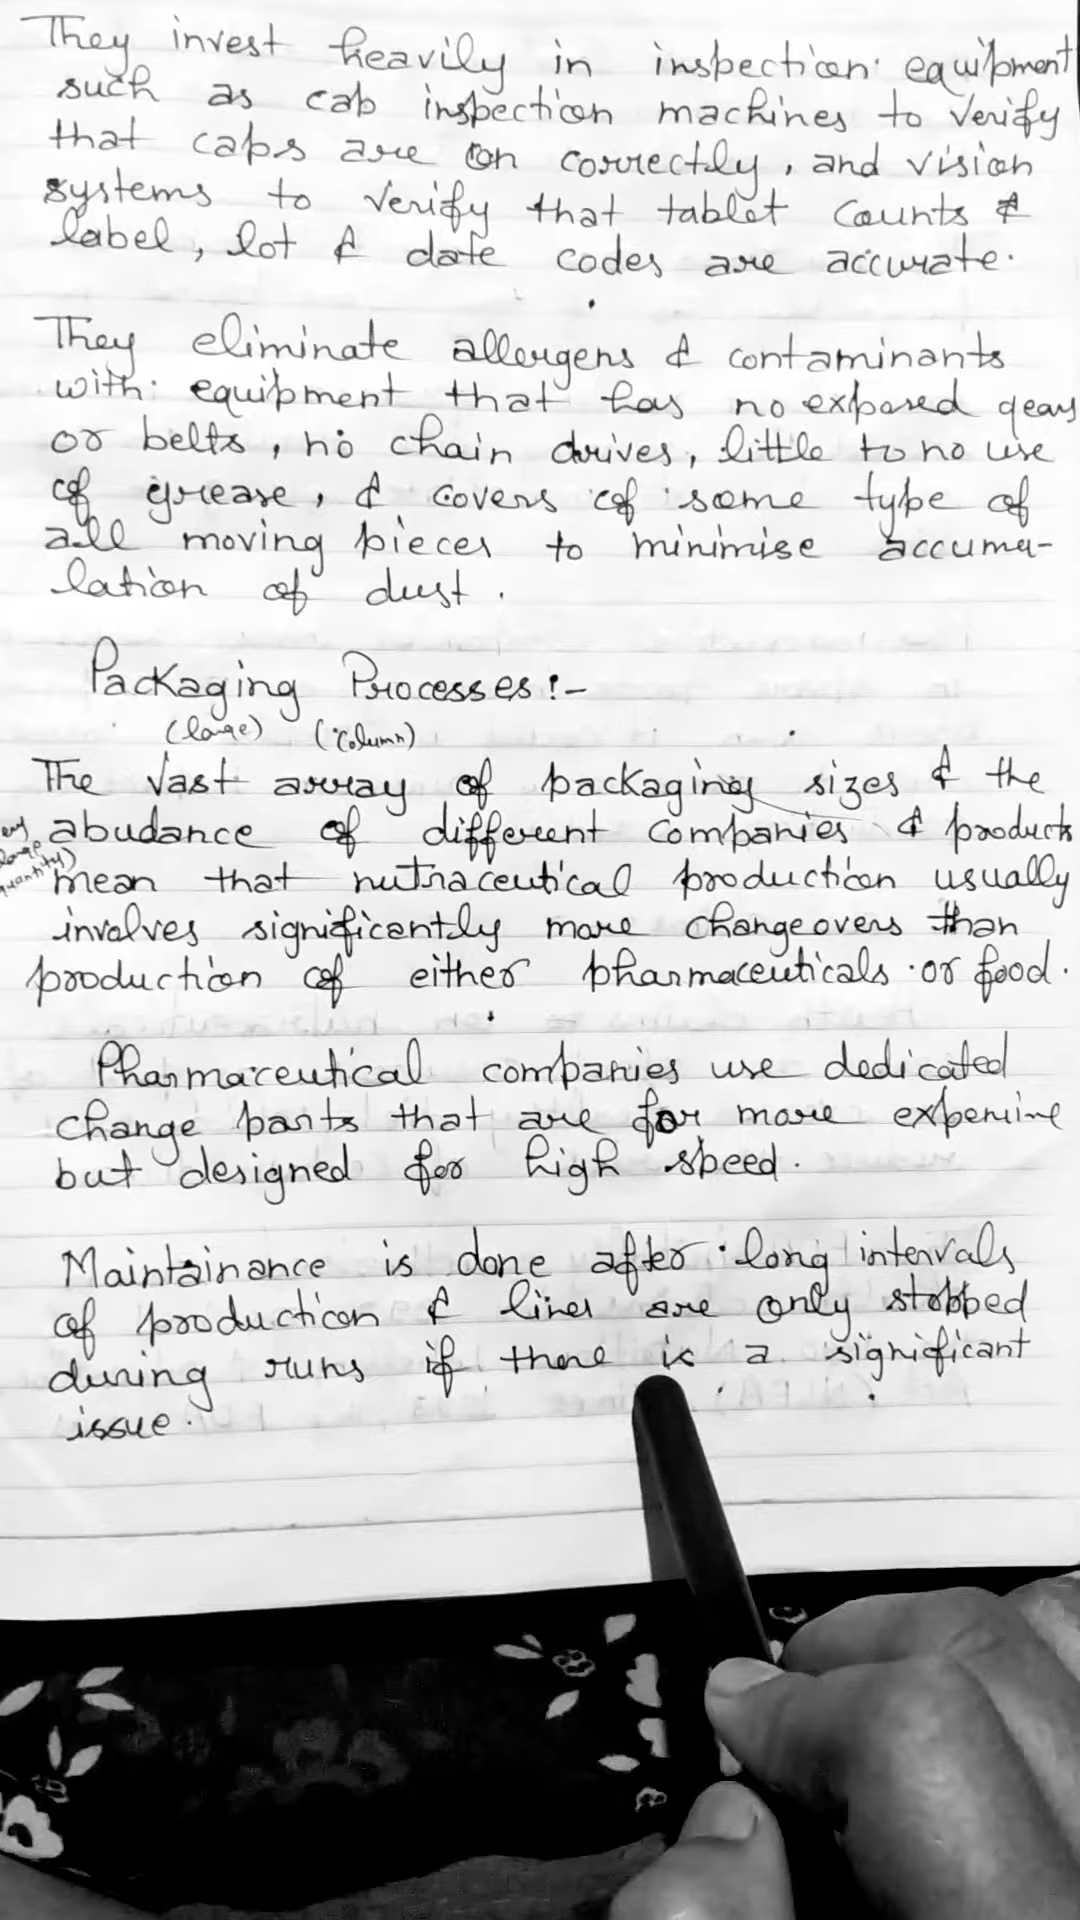 They invest heavily in inspection equipment
such as cap inspection machines to verify
that caps are on correctly, and vision
systems to verify that tablet counts &
label, lot & date codes are accurate.
They eliminate allergens & contaminants
with equipment that has no exposed gears
or belts, no chain drives, little to no use
of grease, & covers of some type of
all moving pieces to minimise accumu-
lation of dust.
Packaging Processes:-
(large) (column)
The vast array of packaging sizes & the
abudance of different companies & products
large
quantity)
mean that nutraceutical production usually
involves significantly more changeovers than
production of either pharmaceuticals or food.
Pharmaceutical companies use dedicated
change parts that are far more expensive
but designed for high speed.
Maintainance is done after long intervals
of production & lines are only stopped
during runs if there is a significant
issue.